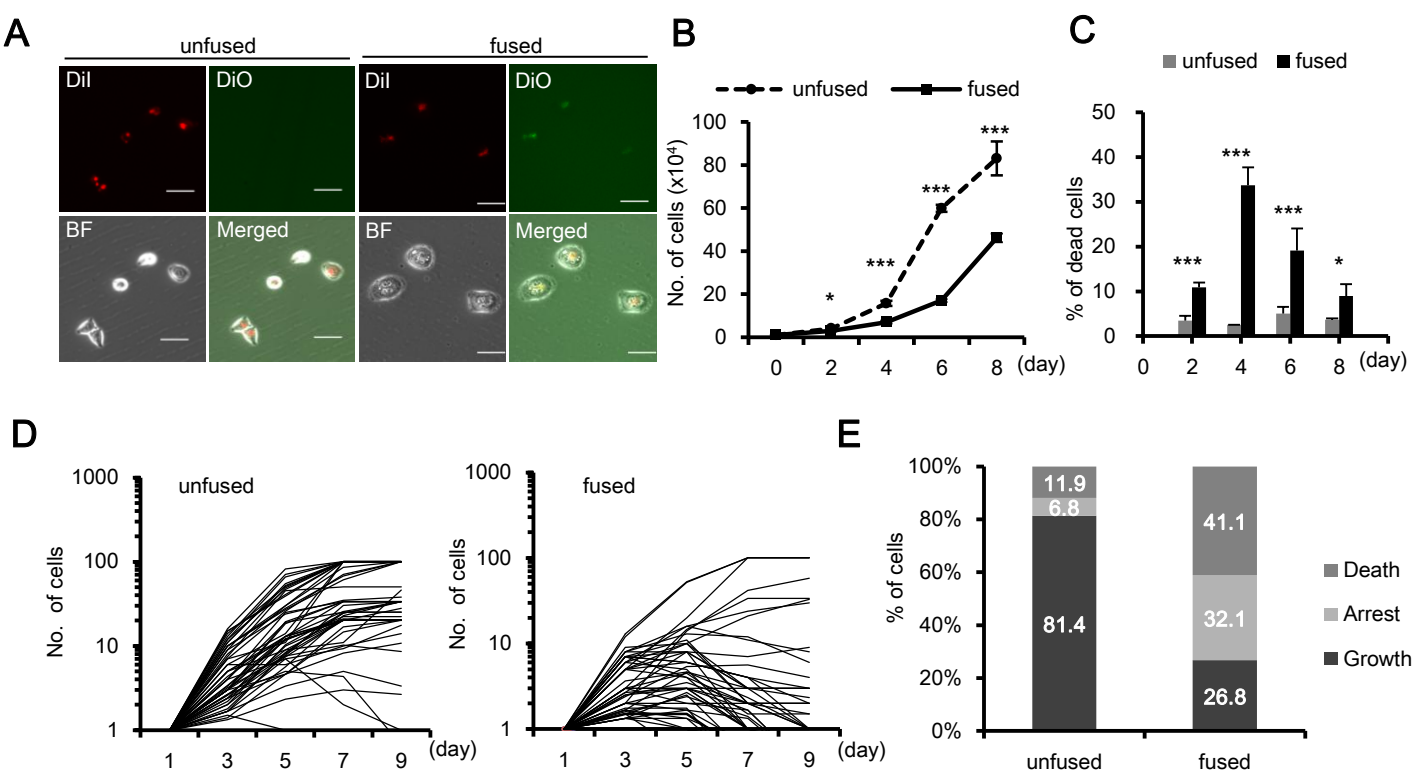 A
unfused
fused
DiI
DiO
DiI
DiO
BF
Merged
BF
Merged
B
unfused
fused
No. of cells (x10⁴)
100
80
60
40
20
0
*
***
***
***
0 2 4 6 8 (day)
C
unfused
fused
% of dead cells
50
40
30
20
10
0
***
***
***
*
0 2 4 6 8 (day)
D
unfused
No. of cells
1000
100
10
1
1 3 5 7 9 (day)
fused
No. of cells
1000
100
10
1
1 3 5 7 9 (day)
E
% of cells
100%
80%
60%
40%
20%
0%
11.9
6.8
81.4
41.1
32.1
26.8
unfused
fused
Death
Arrest
Growth